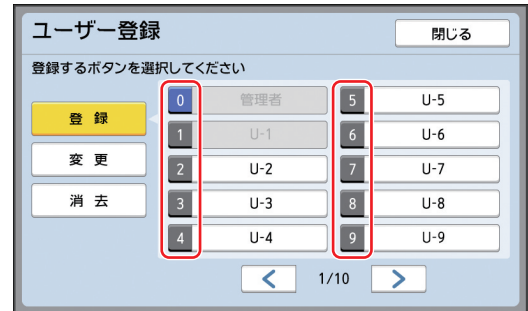 ユーザー登録 閉じる
登録するボタンを選択してください
登 録
変 更
消 去
0 管理者 5 U-5
1 U-1 6 U-6
2 U-2 7 U-7
3 U-3 8 U-8
4 U-4 9 U-9
1/10